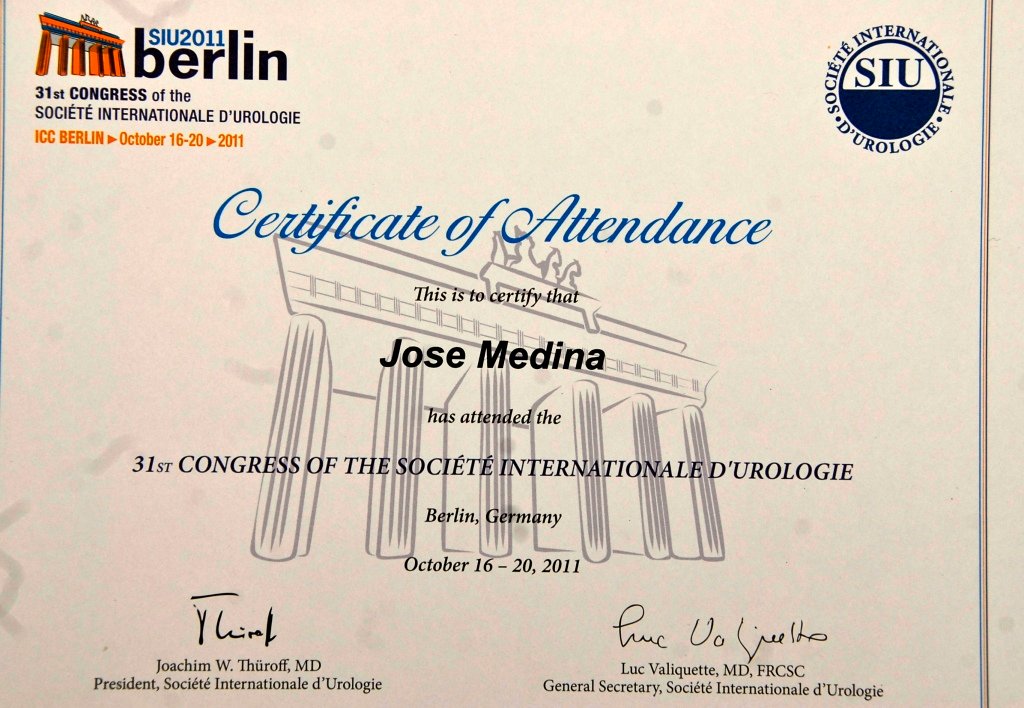 SIU2011
berlin
31st CONGRESS of the
SOCIÉTÉ INTERNATIONALE D'UROLOGIE
ICC BERLIN ▸ October 16-20 ▸ 2011
SOCIÉTÉ INTERNATIONALE
SIU
• D'UROLOGIE •
Certificate of Attendance
This is to certify that
Jose Medina
has attended the
31ST CONGRESS OF THE SOCIÉTÉ INTERNATIONALE D'UROLOGIE
Berlin, Germany
October 16 – 20, 2011
Thüroff
Luc Valiquette
Joachim W. Thüroff, MD
President, Société Internationale d'Urologie
Luc Valiquette, MD, FRCSC
General Secretary, Société Internationale d'Urologie